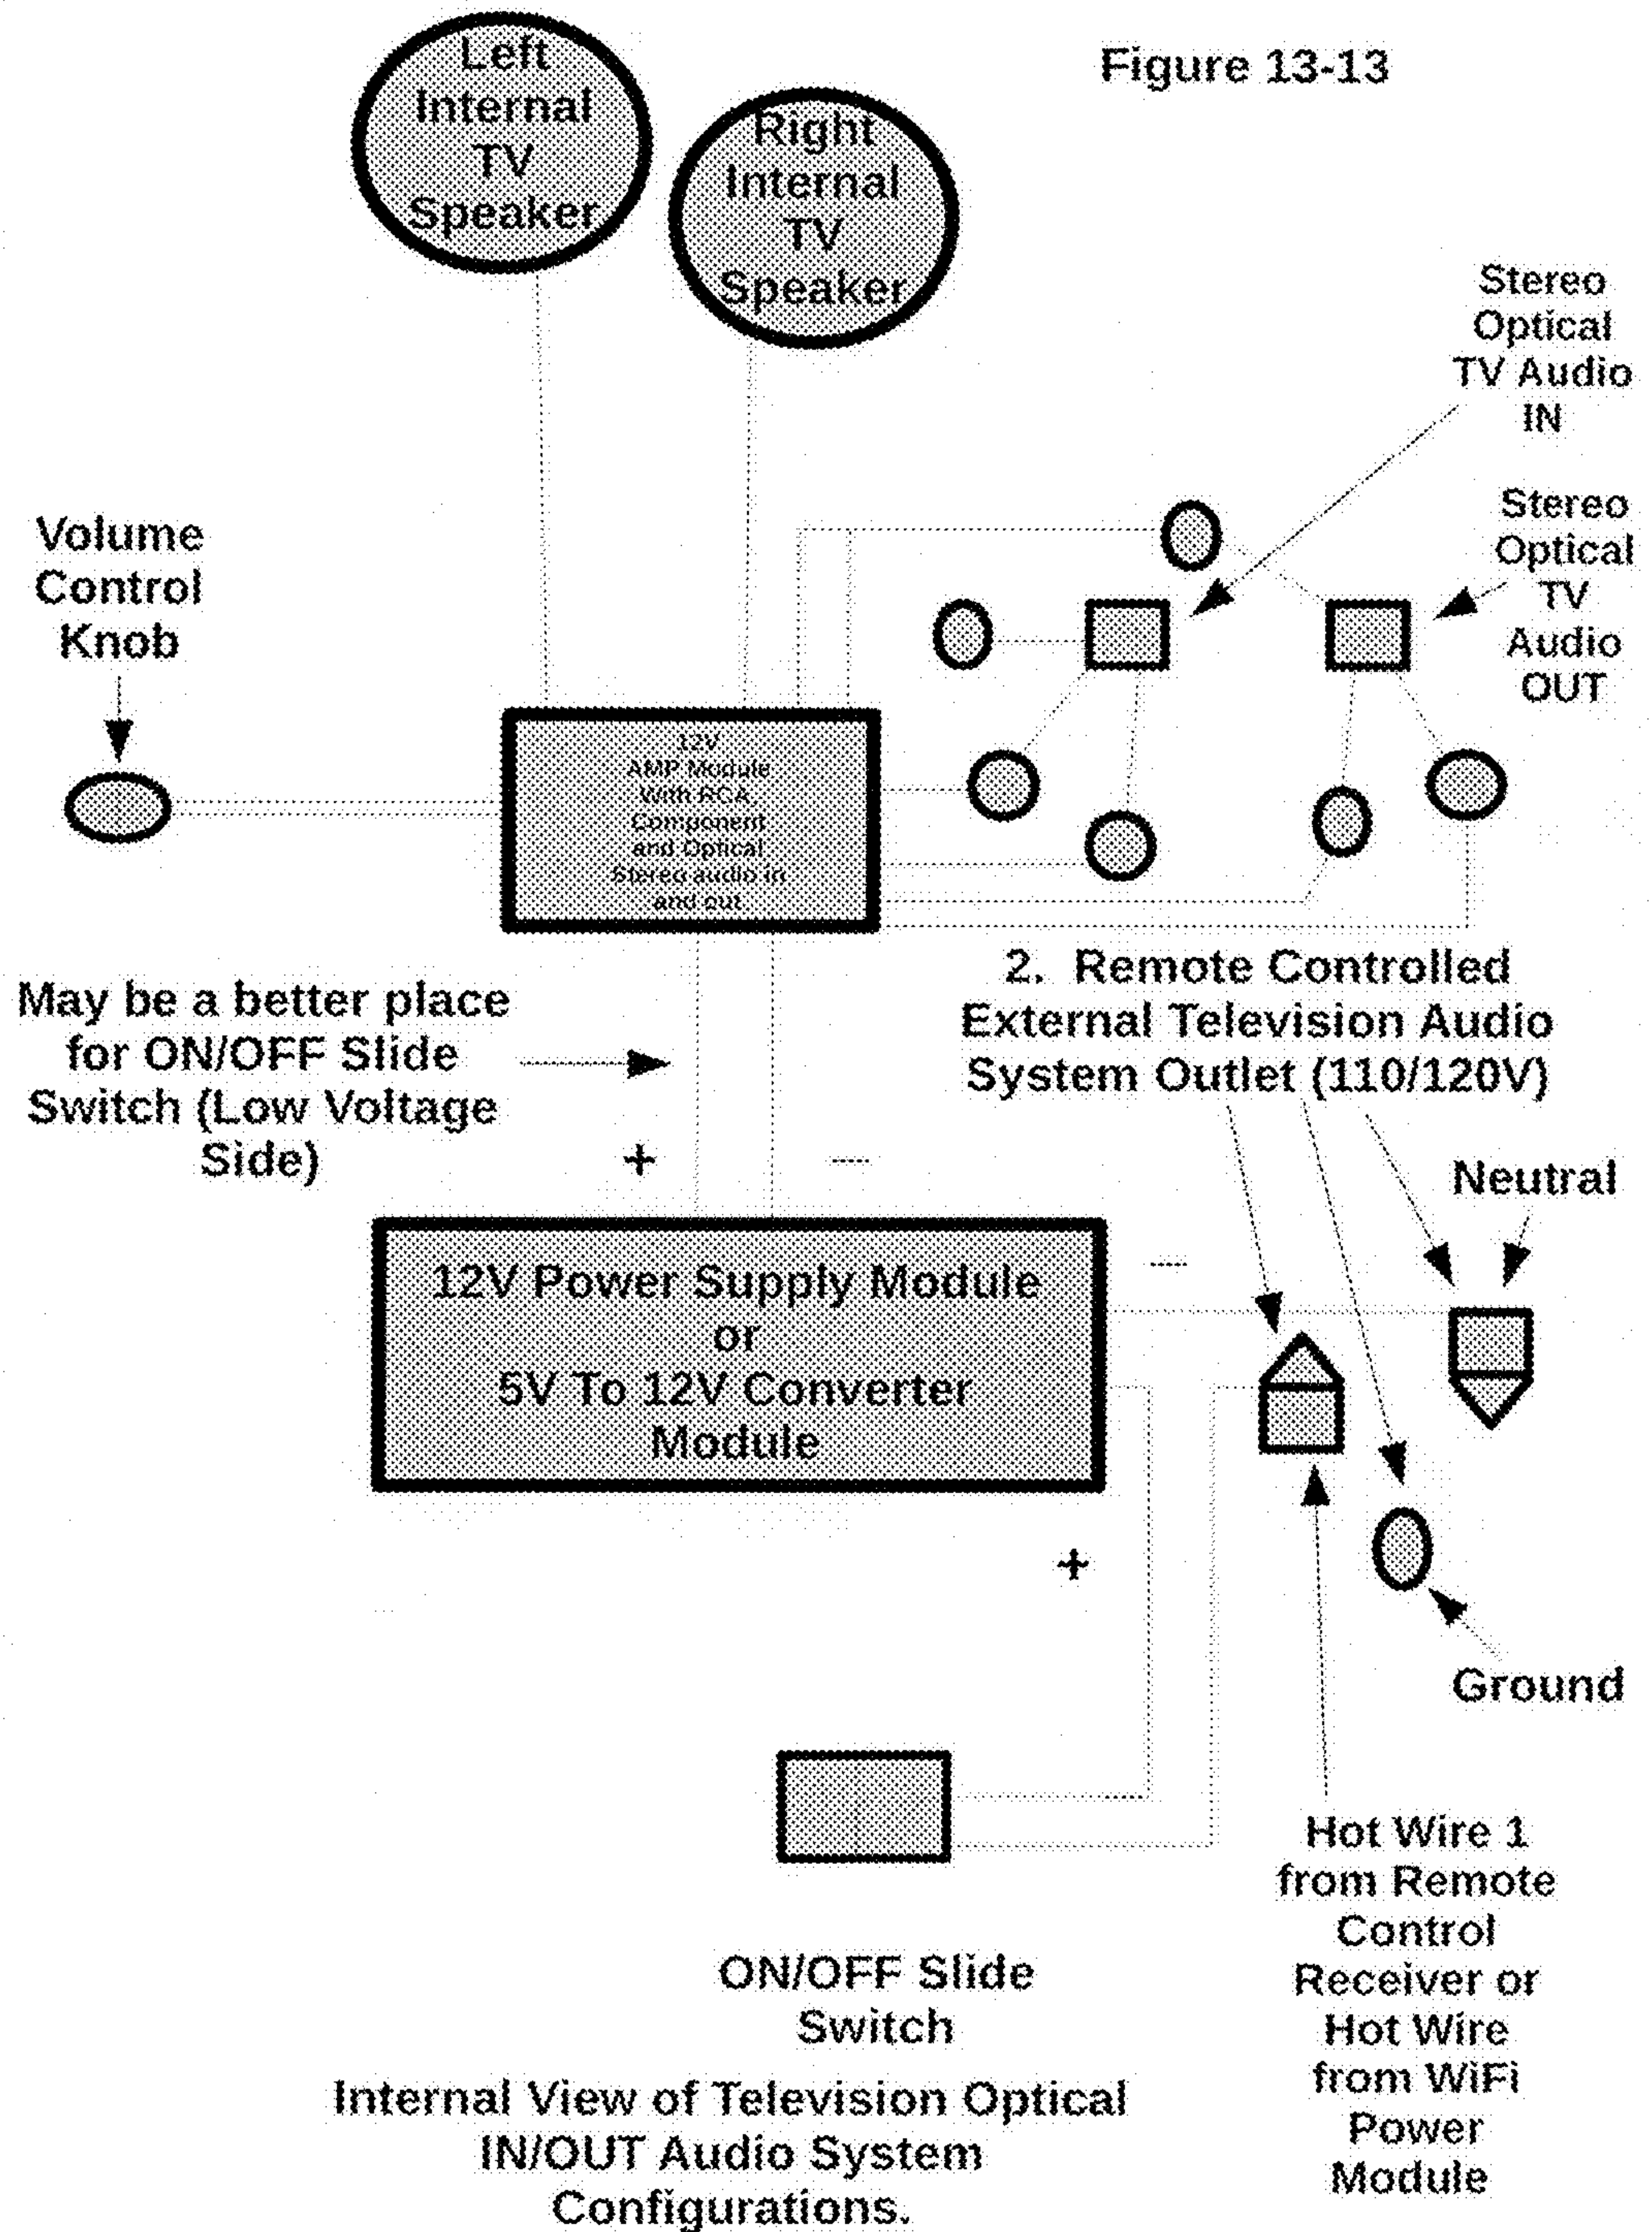 Figure 13-13
Left
Internal
TV
Speaker
Right
Internal
TV
Speaker
Stereo
Optical
TV Audio
IN
Stereo
Optical
TV
Audio
OUT
Volume
Control
Knob
12V
AMP Module
With RCA
Component
and Optical
Stereo audio in
and out
May be a better place
for ON/OFF Slide
Switch (Low Voltage
Side)
2. Remote Controlled
External Television Audio
System Outlet (110/120V)
+
—
Neutral
12V Power Supply Module
or
5V To 12V Converter
Module
—
+
Ground
ON/OFF Slide
Switch
Hot Wire 1
from Remote
Control
Receiver or
Hot Wire
from WiFi
Power
Module
Internal View of Television Optical
IN/OUT Audio System
Configurations.